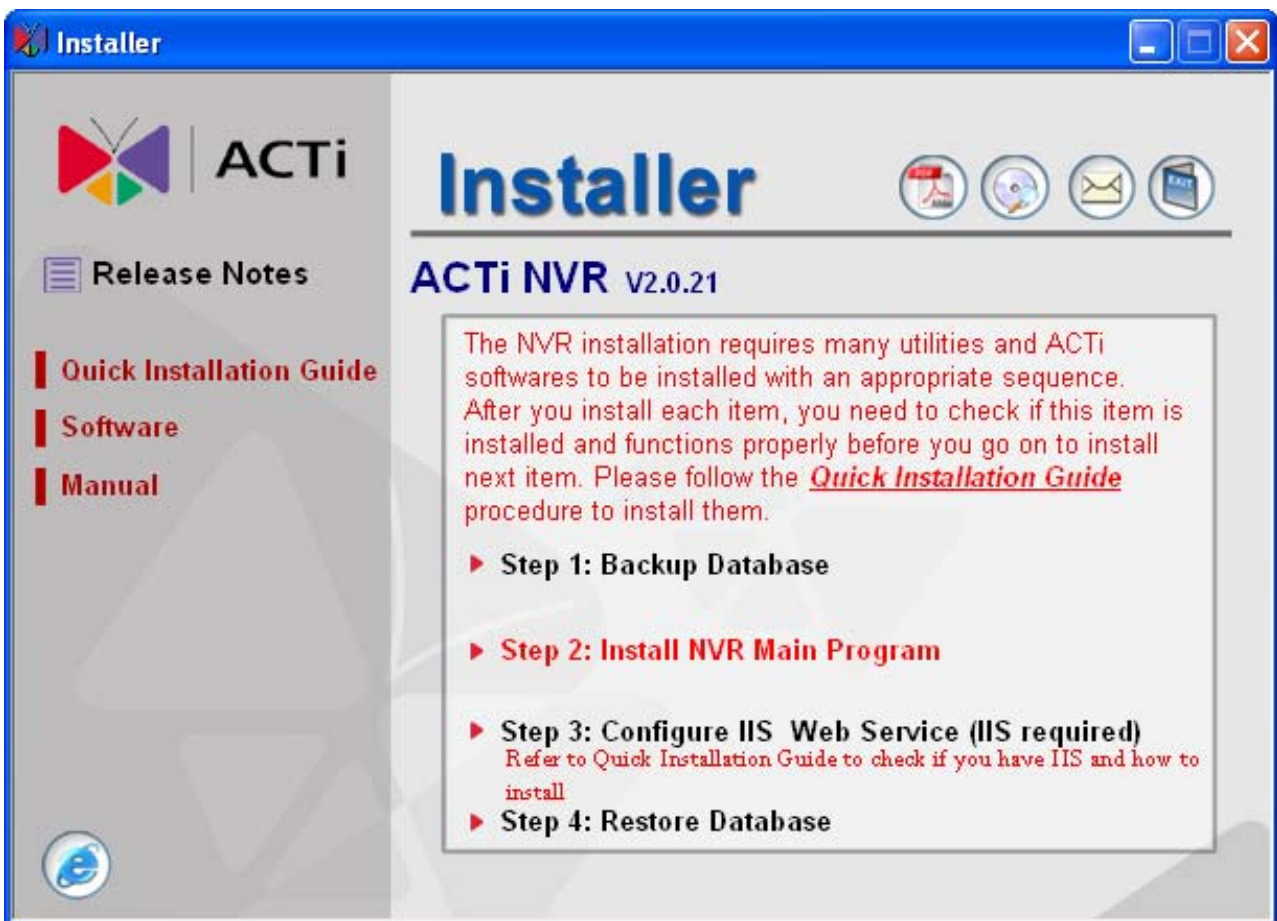 Installer
ACTi
Installer
Release Notes
ACTi NVR V2.0.21
Quick Installation Guide
Software
Manual
The NVR installation requires many utilities and ACTi
softwares to be installed with an appropriate sequence.
After you install each item, you need to check if this item is
installed and functions properly before you go on to install
next item. Please follow the Quick Installation Guide
procedure to install them.
Step 1: Backup Database
Step 2: Install NVR Main Program
Step 3: Configure IIS Web Service (IIS required)
Refer to Quick Installation Guide to check if you have IIS and how to
install
Step 4: Restore Database